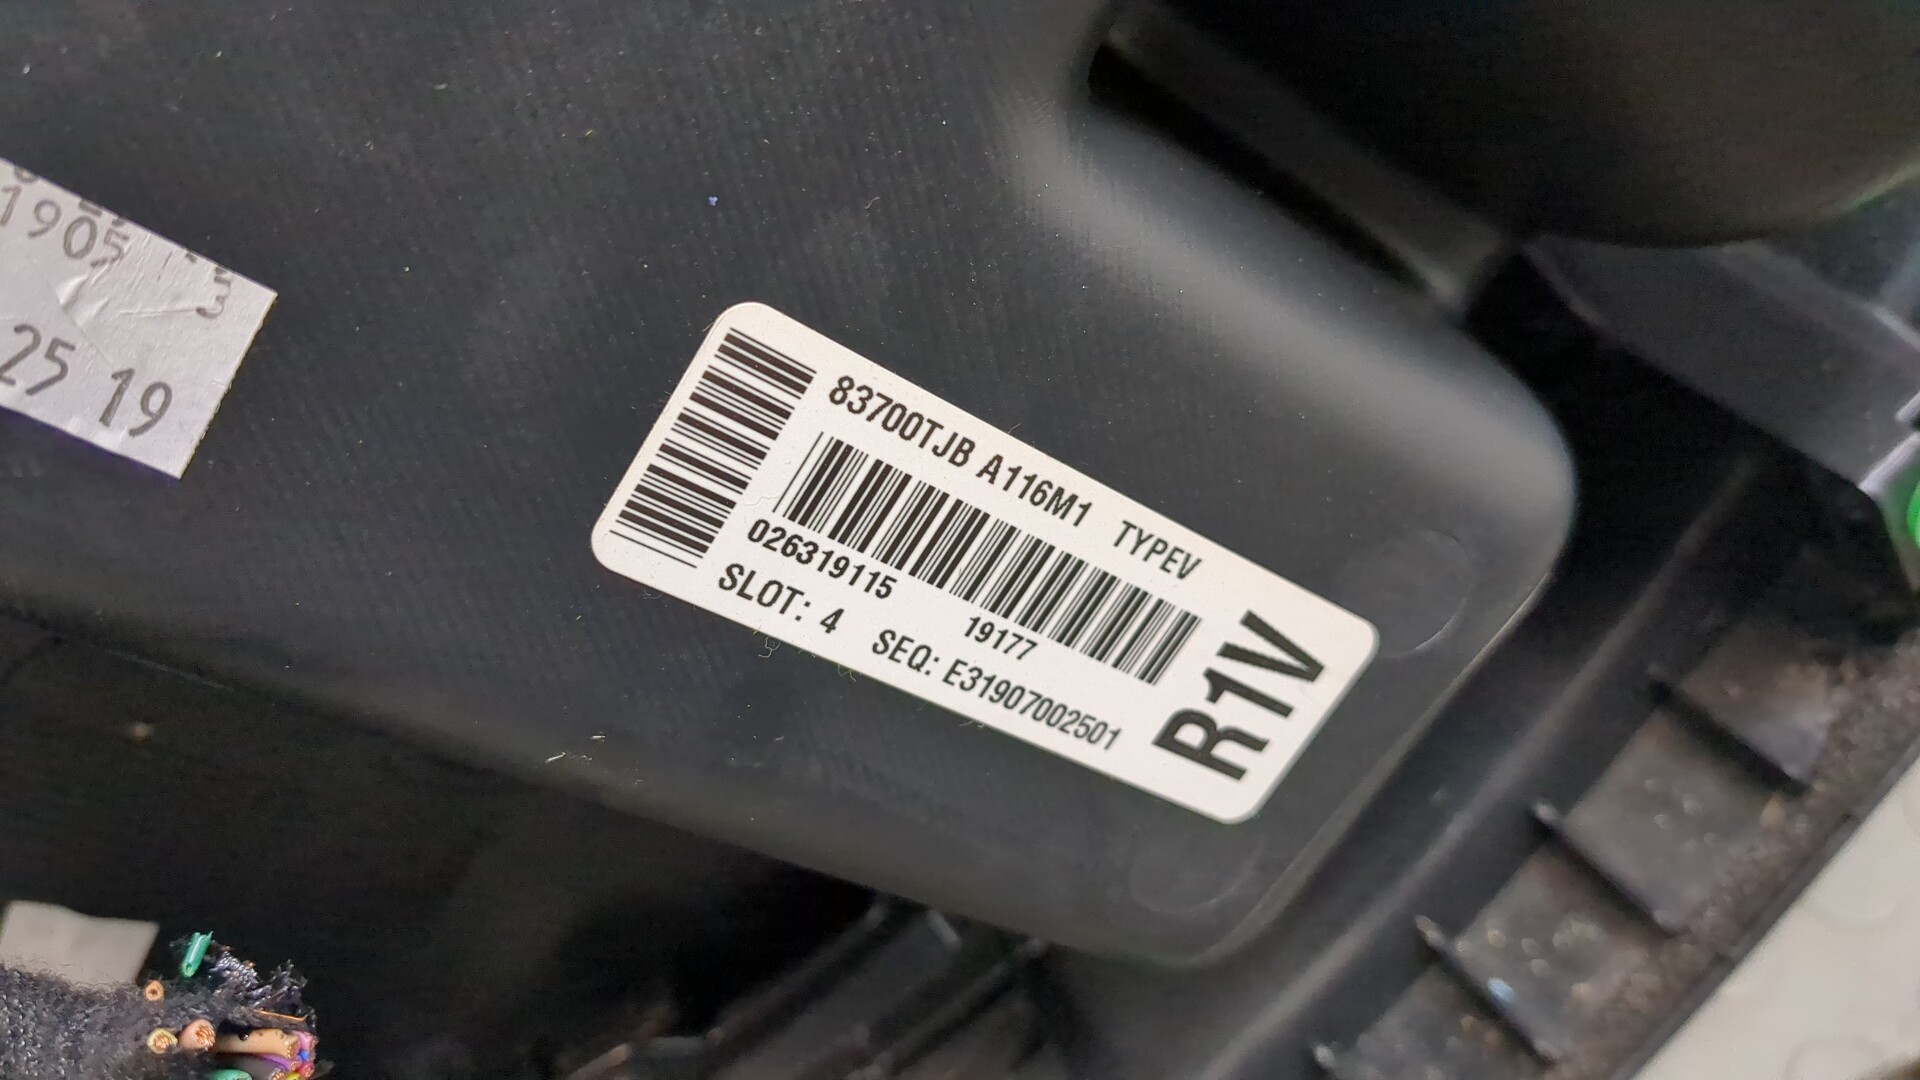 1905
25 19
83700TJB A116M1 TYPEV
026319115
19177
SLOT: 4 SEQ: E31907002501
R1V